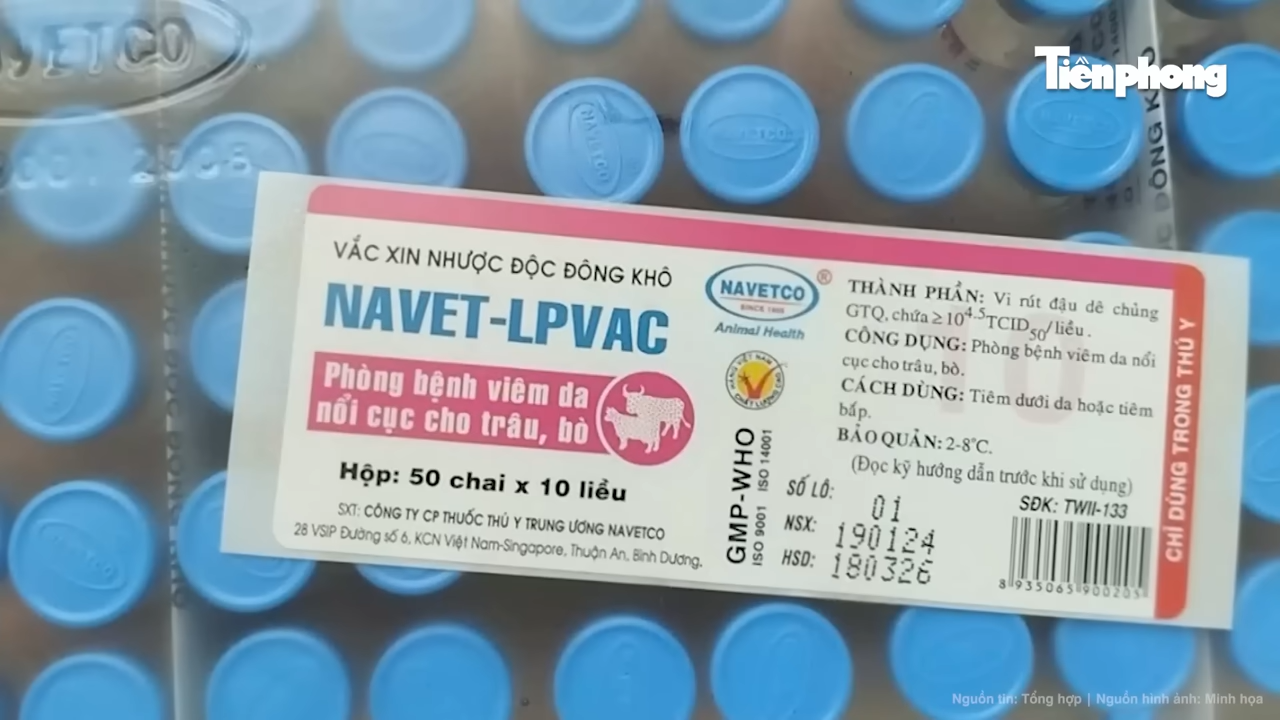 Tiềnphong
NAVETCO
NAVETCO
VẮC XIN NHƯỢC ĐỘC ĐÔNG KHÔ
NAVET-LPVAC
Phòng bệnh viêm da
nổi cục cho trâu, bò
Hộp: 50 chai x 10 liều
SXT: CÔNG TY CP THUỐC THÚ Y TRUNG ƯƠNG NAVETCO
28 VSIP Đường số 6, KCN Việt Nam-Singapore, Thuận An, Bình Dương,
NAVETCO ®
SINCE 1955
Animal Health
GMP-WHO
ISO 9001 ISO 14001
THÀNH PHẦN: Vi rút đậu dê chủng
GTQ, chứa ≥ 10^4.5 TCID50/liều.
CÔNG DỤNG: Phòng bệnh viêm da nổi
cục cho trâu, bò.
CÁCH DÙNG: Tiêm dưới da hoặc tiêm
bắp.
BẢO QUẢN: 2-8°C.
(Đọc kỹ hướng dẫn trước khi sử dụng)
SỐ LÔ: 01
NSX: 190124
HSD: 180326
SĐK: TWII-133
8 935065 900205
CHỈ DÙNG TRONG THÚ Y
Nguồn tin: Tổng hợp | Nguồn hình ảnh: Minh họa